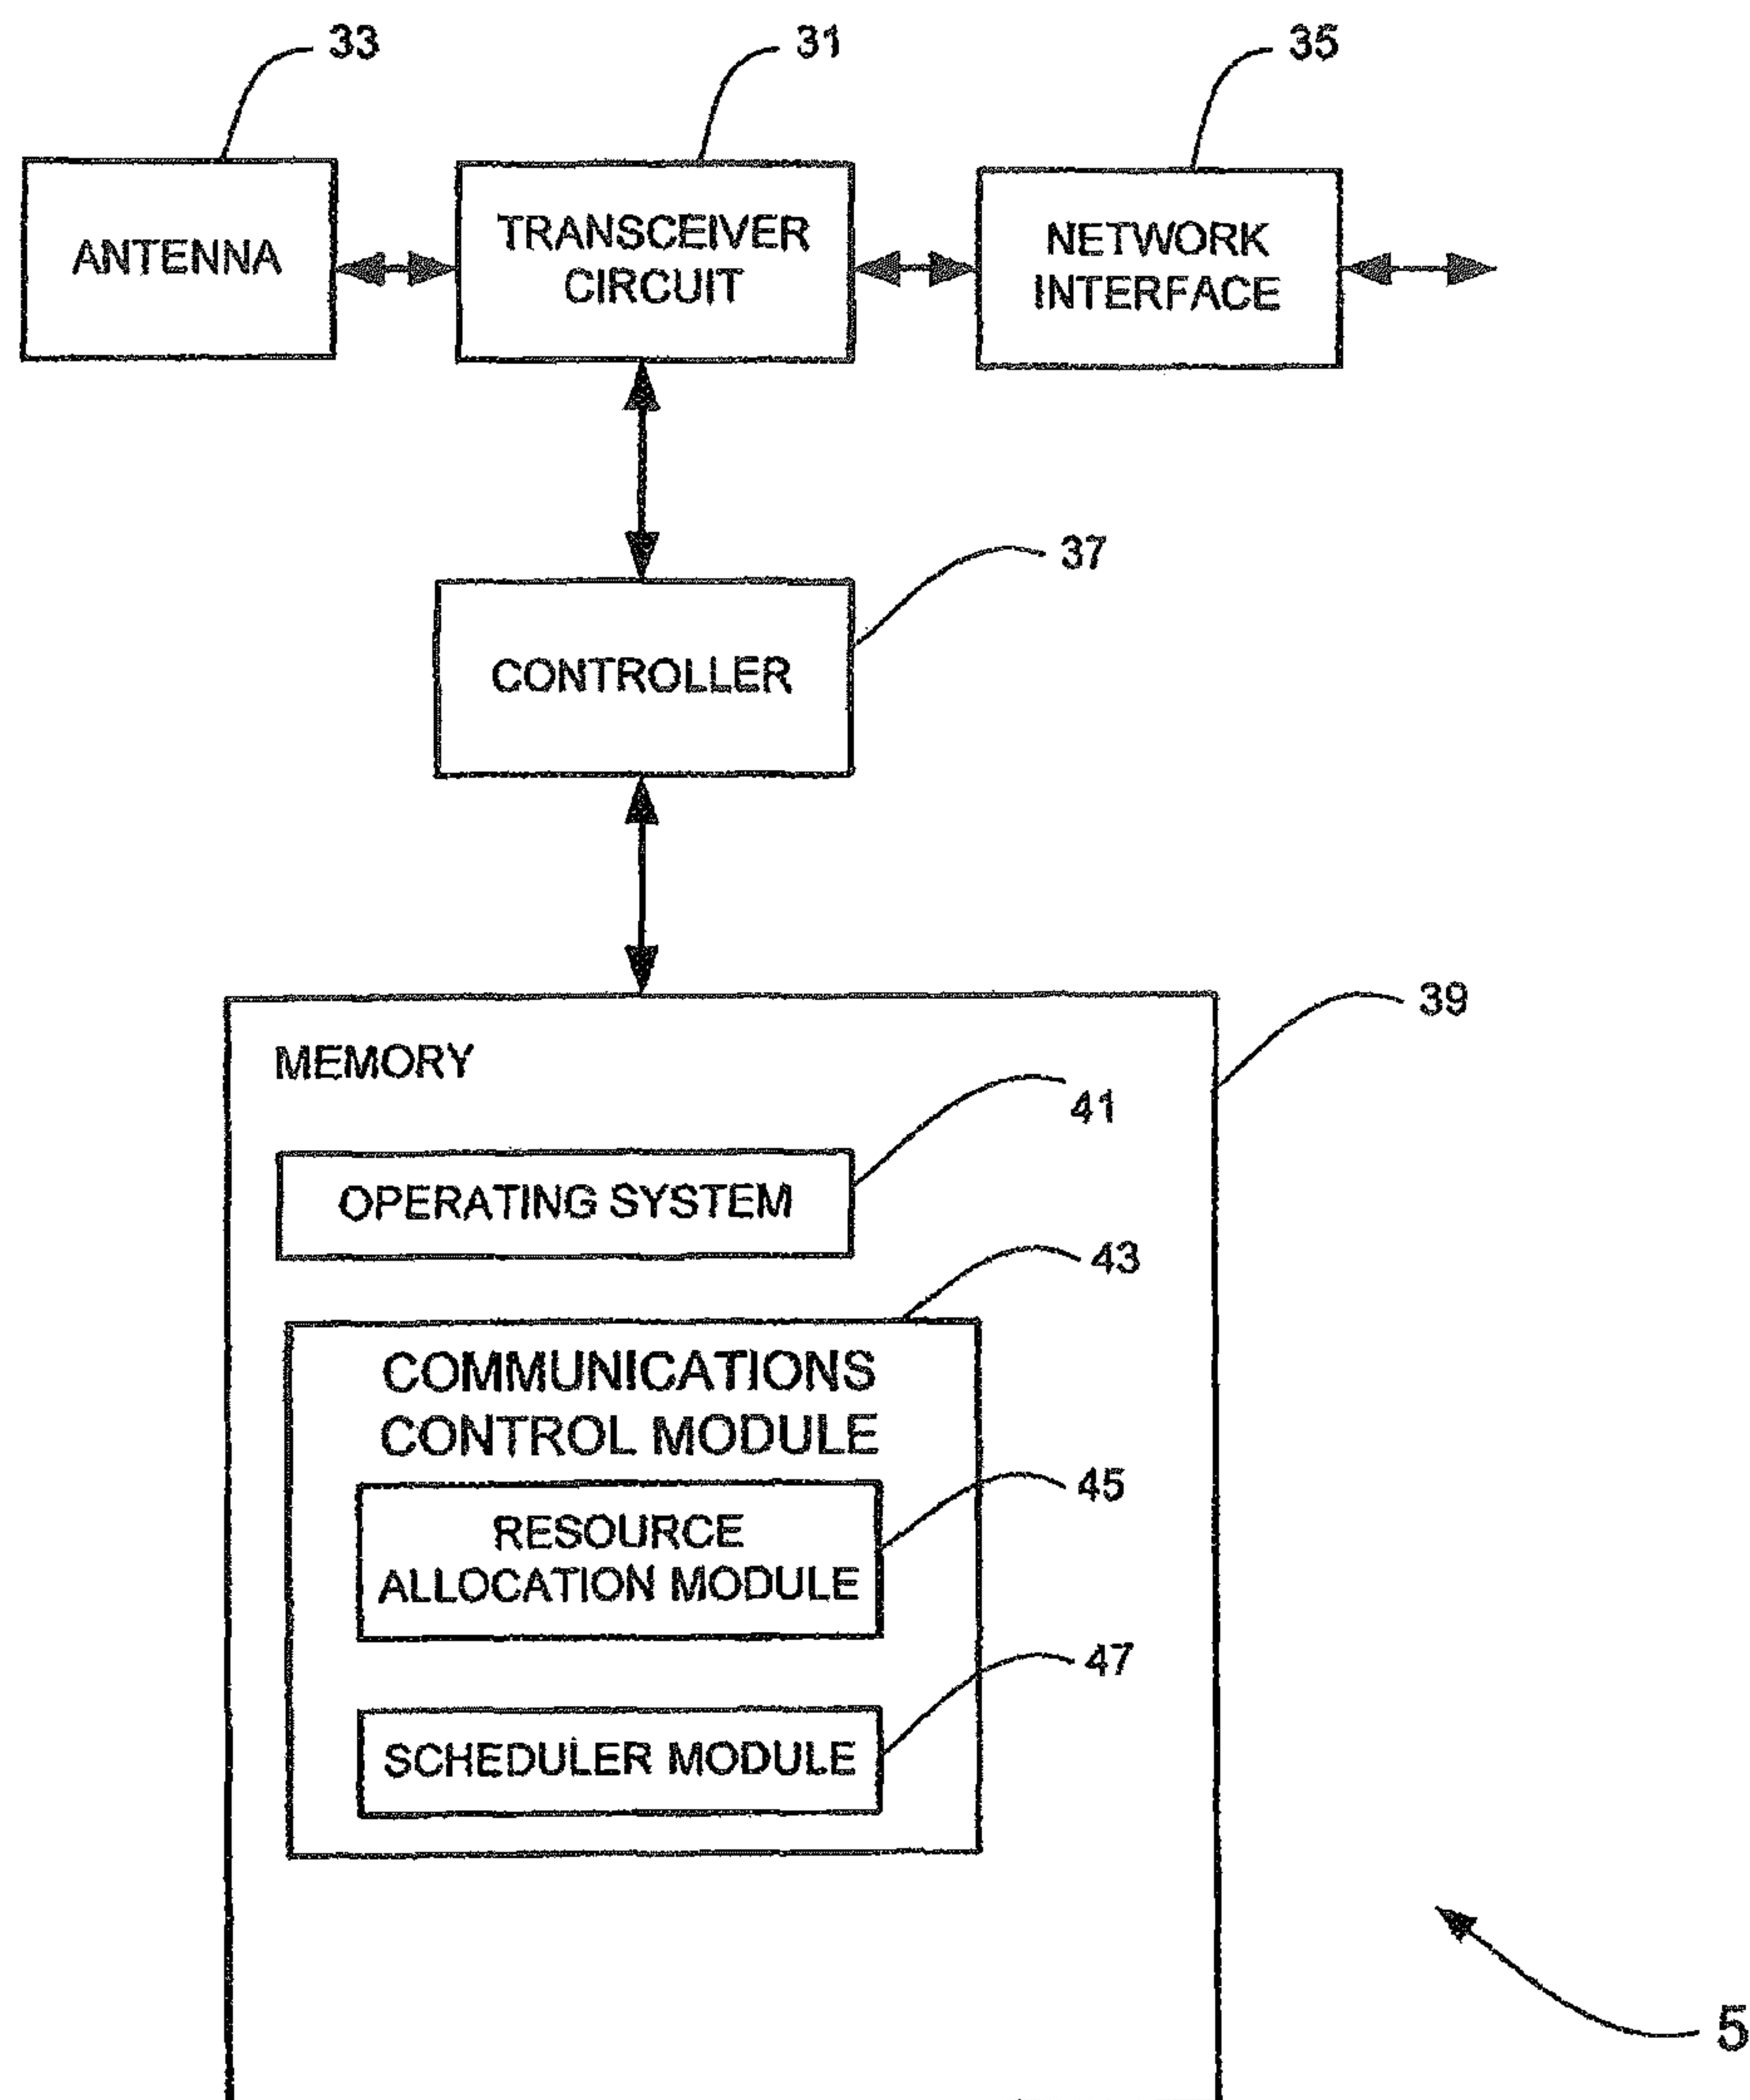 33
31
35
ANTENNA
TRANSCEIVER
CIRCUIT
NETWORK
INTERFACE
37
CONTROLLER
39
MEMORY
41
OPERATING SYSTEM
43
COMMUNICATIONS
CONTROL MODULE
45
RESOURCE
ALLOCATION MODULE
47
SCHEDULER MODULE
5